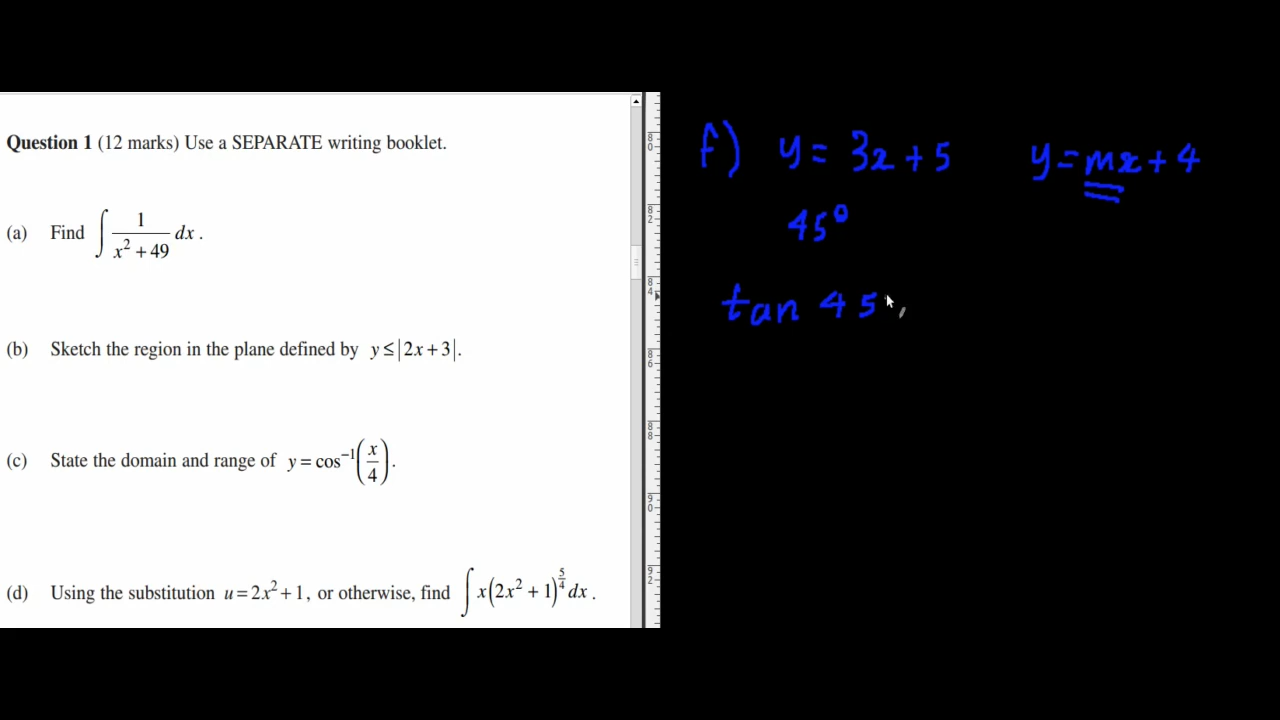 Question 1 (12 marks) Use a SEPARATE writing booklet.
(a) Find ∫ 1/(x² + 49) dx.
(b) Sketch the region in the plane defined by y ≤ |2x + 3|.
(c) State the domain and range of y = cos⁻¹(x/4).
(d) Using the substitution u = 2x² + 1, or otherwise, find ∫ x(2x² + 1)^(5/4) dx.
f) y = 3x + 5 y = mx + 4
45°
tan 45